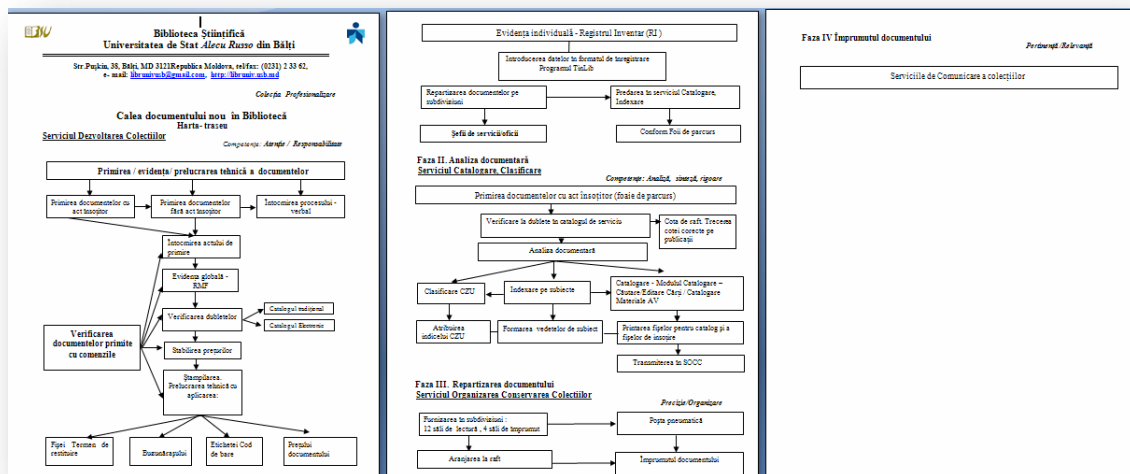 BSU
Biblioteca Științifică
Universitatea de Stat Alecu Russo din Bălți
Str.Pușkin, 38, Bălți, MD 3121Republica Moldova, tel/fax: (0231) 2 33 62,
e- mail: librunivusb@gmail.com, http://libruniv.usb.md
Colecția Profesionalizare
Calea documentului nou în Bibliotecă
Harta- traseu
Serviciul Dezvoltarea Colectiilor
Competența: Atenție / Responsabilitate
Primirea / evidența/ prelucrarea tehnică a documentelor
Primirea documentelor cu
act însoțitor
Primirea documentelor
fără act însoțitor
Întocmirea procesului -
verbal
Întocmirea actului de
primire
Evidența globală -
RMF
Verificarea dubletelor
Catalogul tradițional
Catalogul Electronic
Verificarea
documentelor primite
cu comenzile
Stabilirea prețurilor
Ștampilarea.
Prelucrarea tehnică cu
aplicarea:
Fișei Termen de
restituire
Buzunărașului
Etichetei Cod
de bare
Prețului
documentului
Evidența individuală - Registrul Inventar (RI )
Introducerea datelor în formatul de înregistrare
Programul TinLib
Repartizarea documentelor pe
subdiviziuni
Predarea în serviciul Catalogare,
Indexare
Șefii de servicii/oficii
Conform Foii de parcurs
Faza II. Analiza documentară
Serviciul Catalogare, Clasificare
Competențe: Analiză, sinteză, rigoare
Primirea documentelor cu act însoțitor (foaie de parcurs)
Verificare la dublete în catalogul de serviciu
Cota de raft. Trecerea
cotei corecte pe
publicații
Analiza documentară
Clasificare CZU
Indexare pe subiecte
Catalogare - Modulul Catalogare –
Căutare/Editare Cărți / Catalogare
Materiale AV
Atribuirea
indicelui CZU
Formarea vedetelor de subiect
Printarea fișelor pentru catalog și a
fișelor de însoțire
Transmiterea în SOCC
Faza III. Repartizarea documentului
Serviciul Organizarea Conservarea Colectiilor
Precizie/Organizare
Furnizarea în subdiviziuni :
12 săli de lectură , 4 săli de împrumut
Poșta pneumatică
Aranjarea la raft
Împrumutul documentului
Faza IV Împrumutul documentului
Pertinență/Relevanță
Serviciile de Comunicare a colecțiilor